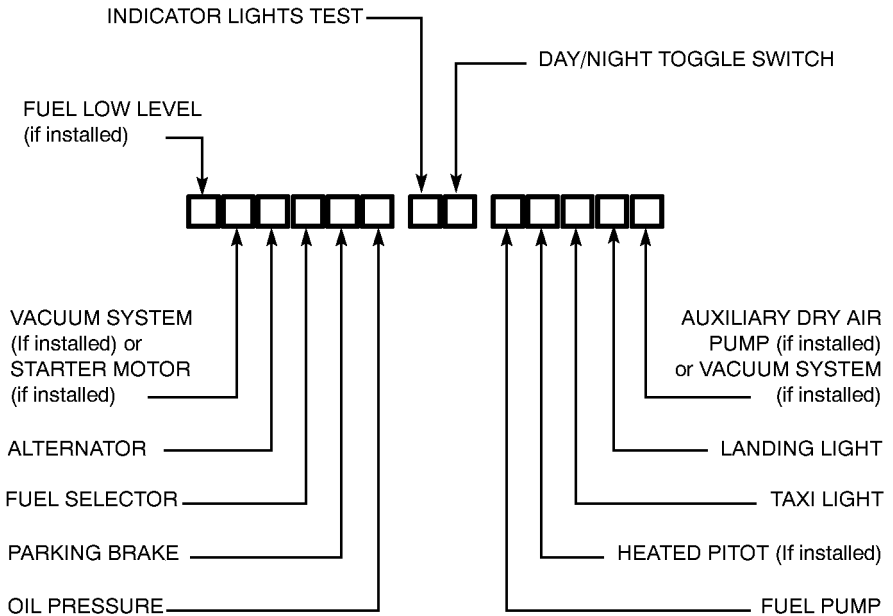 INDICATOR LIGHTS TEST
DAY/NIGHT TOGGLE SWITCH
FUEL LOW LEVEL
(if installed)
VACUUM SYSTEM
(If installed) or
STARTER MOTOR
(if installed)
ALTERNATOR
FUEL SELECTOR
PARKING BRAKE
OIL PRESSURE
AUXILIARY DRY AIR
PUMP (if installed)
or VACUUM SYSTEM
(if installed)
LANDING LIGHT
TAXI LIGHT
HEATED PITOT (If installed)
FUEL PUMP